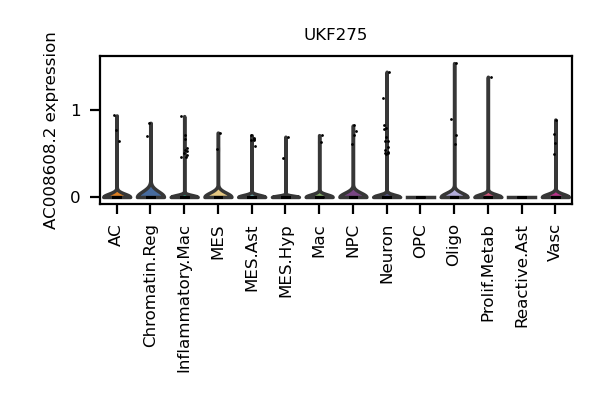 UKF275
AC008608.2 expression
1
0
AC
Chromatin.Reg
Inflammatory.Mac
MES
MES.Ast
MES.Hyp
Mac
NPC
Neuron
OPC
Oligo
Prolif.Metab
Reactive.Ast
Vasc